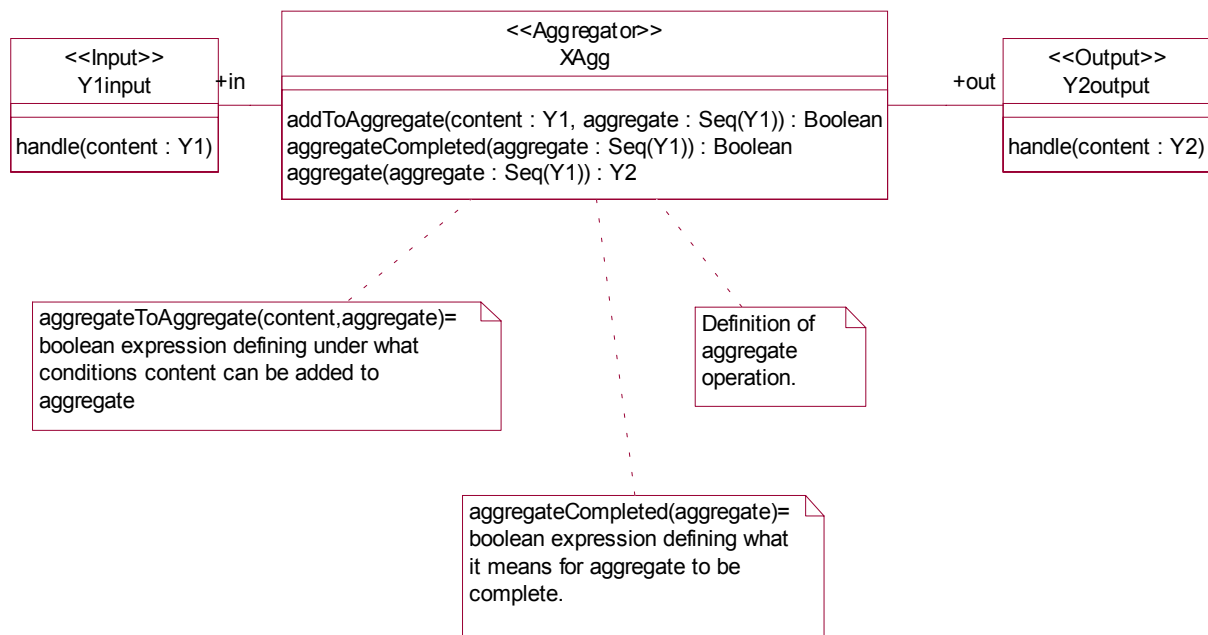 <<Input>>
Y1input
handle(content : Y1)
+in
<<Aggregator>>
XAgg
addToAggregate(content : Y1, aggregate : Seq(Y1)) : Boolean
aggregateCompleted(aggregate : Seq(Y1)) : Boolean
aggregate(aggregate : Seq(Y1)) : Y2
+out
<<Output>>
Y2output
handle(content : Y2)
aggregateToAggregate(content,aggregate)=
boolean expression defining under what
conditions content can be added to
aggregate
Definition of
aggregate
operation.
aggregateCompleted(aggregate)=
boolean expression defining what
it means for aggregate to be
complete.